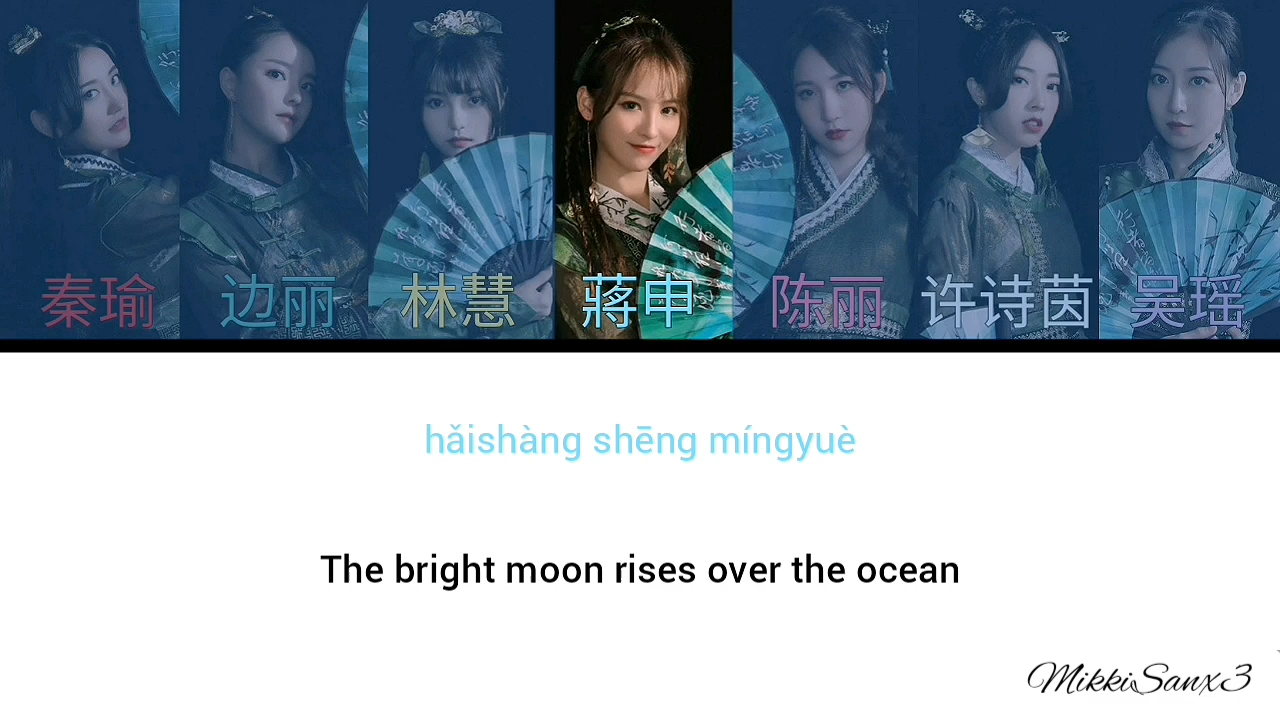 秦瑜 边丽 林慧 蔣申 陈丽 许诗茵 吴瑶
hǎishàng shēng míngyuè
The bright moon rises over the ocean
MikkiSanx3